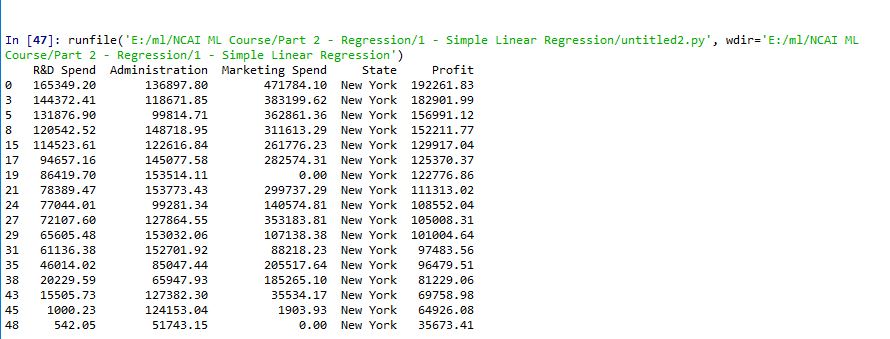 In [47]: runfile('E:/ml/NCAI ML Course/Part 2 - Regression/1 - Simple Linear Regression/untitled2.py', wdir='E:/ml/NCAI ML
Course/Part 2 - Regression/1 - Simple Linear Regression')
R&D Spend Administration Marketing Spend State Profit
0 165349.20 136897.80 471784.10 New York 192261.83
3 144372.41 118671.85 383199.62 New York 182901.99
5 131876.90 99814.71 362861.36 New York 156991.12
8 120542.52 148718.95 311613.29 New York 152211.77
15 114523.61 122616.84 261776.23 New York 129917.04
17 94657.16 145077.58 282574.31 New York 125370.37
19 86419.70 153514.11 0.00 New York 122776.86
21 78389.47 153773.43 299737.29 New York 111313.02
24 77044.01 99281.34 140574.81 New York 108552.04
27 72107.60 127864.55 353183.81 New York 105008.31
29 65605.48 153032.06 107138.38 New York 101004.64
31 61136.38 152701.92 88218.23 New York 97483.56
35 46014.02 85047.44 205517.64 New York 96479.51
38 20229.59 65947.93 185265.10 New York 81229.06
43 15505.73 127382.30 35534.17 New York 69758.98
45 1000.23 124153.04 1903.93 New York 64926.08
48 542.05 51743.15 0.00 New York 35673.41